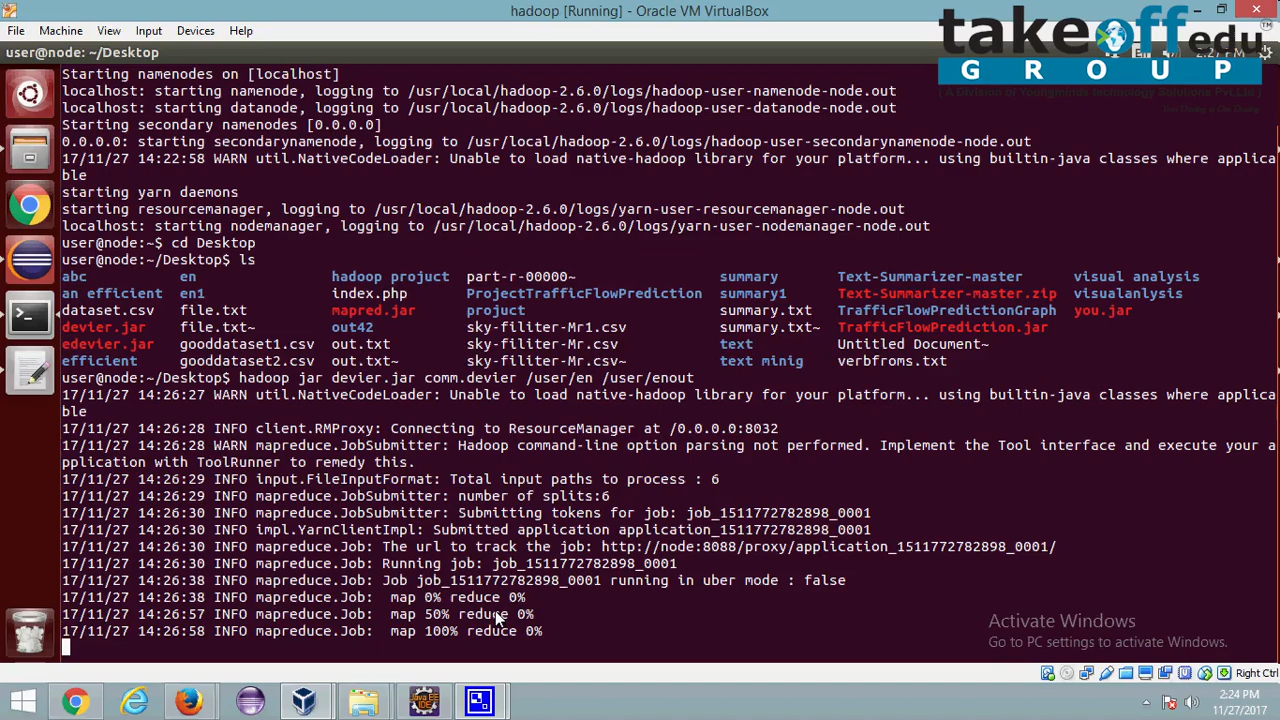 hadoop [Running] - Oracle VM VirtualBox
File Machine View Input Devices Help
takeoff edu
GROUP
( A Division of Youngminds technology Solutions Pvt.Ltd )
user@node: ~/Desktop
Starting namenodes on [localhost]
localhost: starting namenode, logging to /usr/local/hadoop-2.6.0/logs/hadoop-user-namenode-node.out
localhost: starting datanode, logging to /usr/local/hadoop-2.6.0/logs/hadoop-user-datanode-node.out
Starting secondary namenodes [0.0.0.0]
0.0.0.0: starting secondarynamenode, logging to /usr/local/hadoop-2.6.0/logs/hadoop-user-secondarynamenode-node.out
17/11/27 14:22:58 WARN util.NativeCodeLoader: Unable to load native-hadoop library for your platform... using builtin-java classes where applica
ble
starting yarn daemons
starting resourcemanager, logging to /usr/local/hadoop-2.6.0/logs/yarn-user-resourcemanager-node.out
localhost: starting nodemanager, logging to /usr/local/hadoop-2.6.0/logs/yarn-user-nodemanager-node.out
user@node:~$ cd Desktop
user@node:~/Desktop$ ls
abc en hadoop projuct part-r-00000~ summary Text-Summarizer-master visual analysis
an efficient en1 index.php ProjectTrafficFlowPrediction summary1 Text-Summarizer-master.zip visualanlysis
dataset.csv file.txt mapred.jar project summary.txt TrafficFlowPredictionGraph you.jar
devier.jar file.txt~ out42 sky-filiter-Mr1.csv summary.txt~ TrafficFlowPrediction.jar
edevier.jar gooddataset1.csv out.txt sky-filiter-Mr.csv text Untitled Document~
efficient gooddataset2.csv out.txt~ sky-filiter-Mr.csv~ text minig verbfroms.txt
user@node:~/Desktop$ hadoop jar devier.jar comm.devier /user/en /user/enout
17/11/27 14:26:27 WARN util.NativeCodeLoader: Unable to load native-hadoop library for your platform... using builtin-java classes where applica
ble
17/11/27 14:26:28 INFO client.RMProxy: Connecting to ResourceManager at /0.0.0.0:8032
17/11/27 14:26:28 WARN mapreduce.JobSubmitter: Hadoop command-line option parsing not performed. Implement the Tool interface and execute your a
pplication with ToolRunner to remedy this.
17/11/27 14:26:29 INFO input.FileInputFormat: Total input paths to process : 6
17/11/27 14:26:29 INFO mapreduce.JobSubmitter: number of splits:6
17/11/27 14:26:30 INFO mapreduce.JobSubmitter: Submitting tokens for job: job_1511772782898_0001
17/11/27 14:26:30 INFO impl.YarnClientImpl: Submitted application application_1511772782898_0001
17/11/27 14:26:30 INFO mapreduce.Job: The url to track the job: http://node:8088/proxy/application_1511772782898_0001/
17/11/27 14:26:30 INFO mapreduce.Job: Running job: job_1511772782898_0001
17/11/27 14:26:38 INFO mapreduce.Job: Job job_1511772782898_0001 running in uber mode : false
17/11/27 14:26:38 INFO mapreduce.Job: map 0% reduce 0%
17/11/27 14:26:57 INFO mapreduce.Job: map 50% reduce 0%
17/11/27 14:26:58 INFO mapreduce.Job: map 100% reduce 0%
Activate Windows
Go to PC settings to activate Windows.
Right Ctrl
2:24 PM
11/27/2017